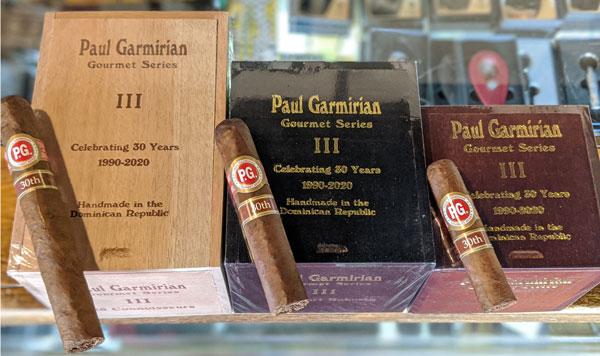 Paul Garmirian
Gourmet Series
III
Celebrating 30 Years
1990-2020
Handmade in the
Dominican Republic
Paul Garmirian
III
P.G.
30th
Paul Garmirian
Gourmet Series
III
Celebrating 30 Years
1990-2020
Handmade in the
Dominican Republic
Paul Garmirian
Gourmet Series
III
P.G.
30th
Paul Garmirian
Gourmet Series
III
Celebrating 30 Years
1990-2020
Handmade in the
Dominican Republic
P.G.
30th